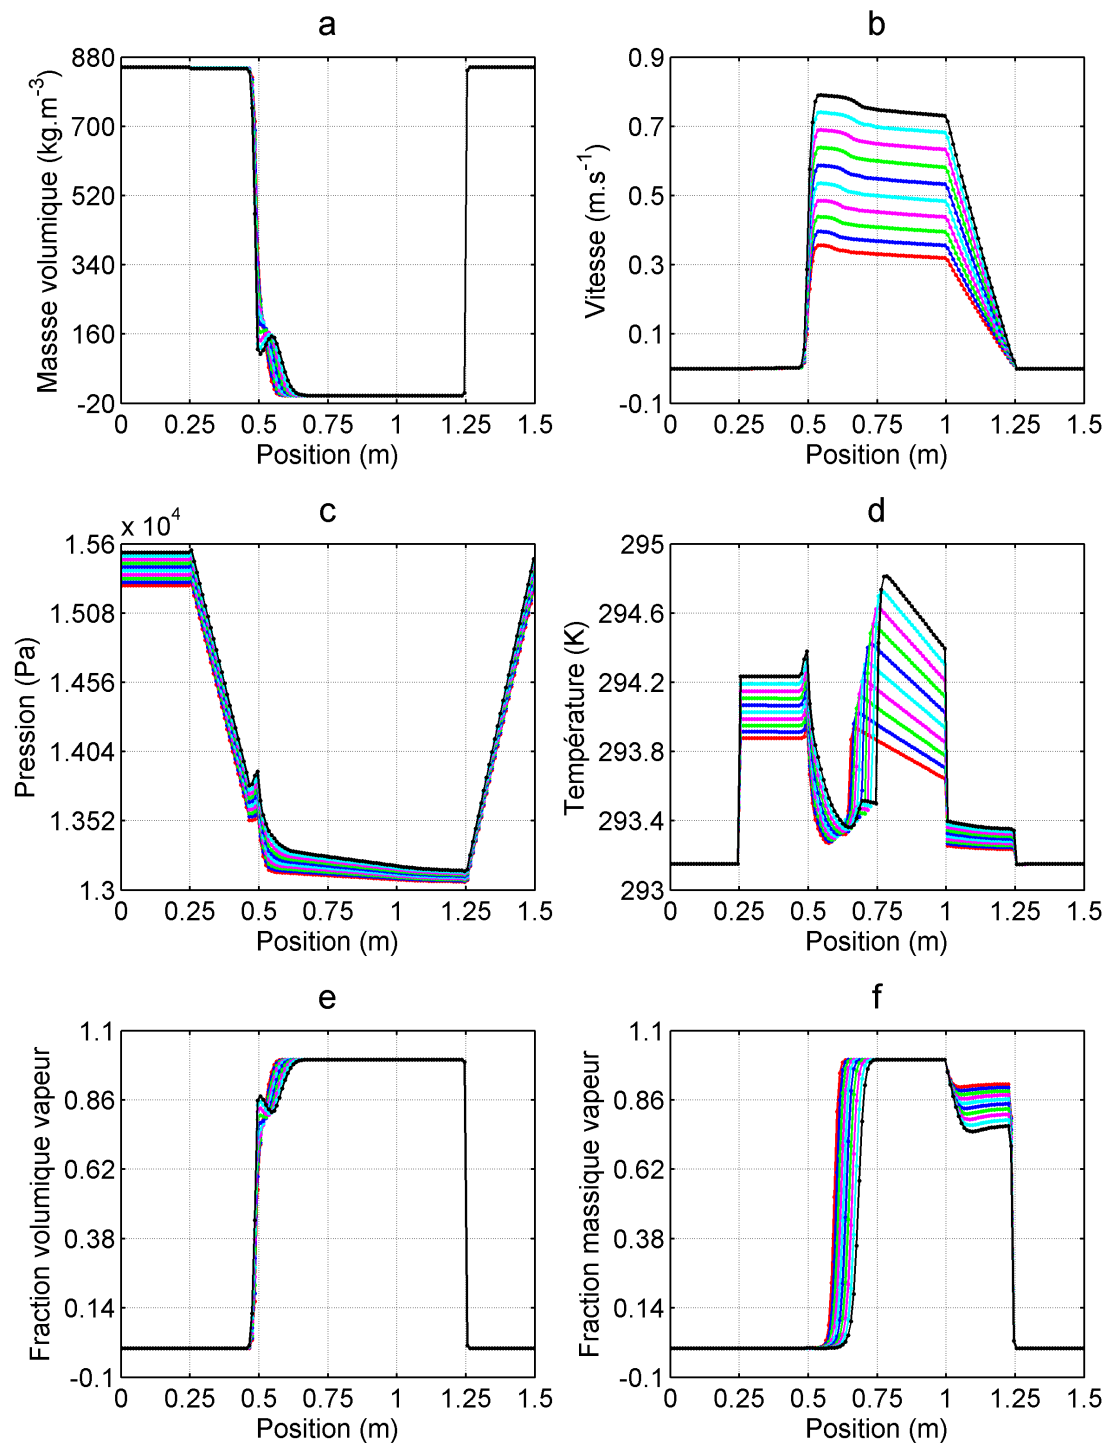 a
b
880
700
520
340
160
-20
0 0.25 0.5 0.75 1 1.25 1.5
Position (m)
Massse volumique (kg.m-3)
0.9
0.7
0.5
0.3
0.1
-0.1
0 0.25 0.5 0.75 1 1.25 1.5
Position (m)
Vitesse (m.s-1)
c
d
x 10^4
1.56
1.508
1.456
1.404
1.352
1.3
0 0.25 0.5 0.75 1 1.25 1.5
Position (m)
Pression (Pa)
295
294.6
294.2
293.8
293.4
293
0 0.25 0.5 0.75 1 1.25 1.5
Position (m)
Température (K)
e
f
1.1
0.86
0.62
0.38
0.14
-0.1
0 0.25 0.5 0.75 1 1.25 1.5
Position (m)
Fraction volumique vapeur
1.1
0.86
0.62
0.38
0.14
-0.1
0 0.25 0.5 0.75 1 1.25 1.5
Position (m)
Fraction massique vapeur